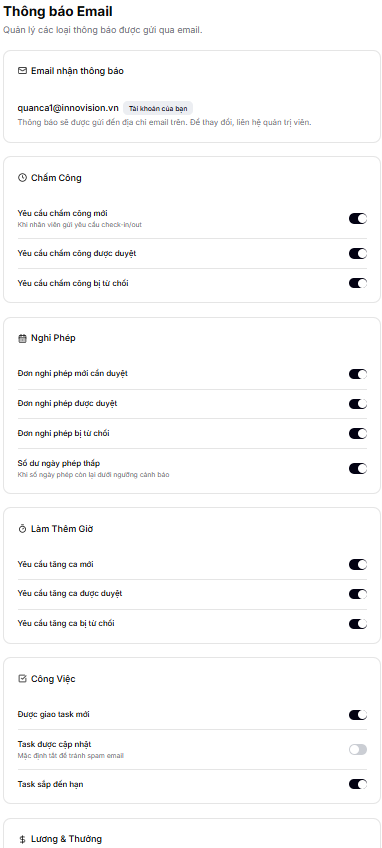 Thông báo Email
Quản lý các loại thông báo được gửi qua email.
Email nhận thông báo
quanca1@innovision.vn Tài khoản của bạn
Thông báo sẽ được gửi đến địa chỉ email trên. Để thay đổi, liên hệ quản trị viên.
Chấm Công
Yêu cầu chấm công mới
Khi nhân viên gửi yêu cầu check-in/out
Yêu cầu chấm công được duyệt
Yêu cầu chấm công bị từ chối
Nghỉ Phép
Đơn nghỉ phép mới cần duyệt
Đơn nghỉ phép được duyệt
Đơn nghỉ phép bị từ chối
Số dư ngày phép thấp
Khi số ngày phép còn lại dưới ngưỡng cảnh báo
Làm Thêm Giờ
Yêu cầu tăng ca mới
Yêu cầu tăng ca được duyệt
Yêu cầu tăng ca bị từ chối
Công Việc
Được giao task mới
Task được cập nhật
Mặc định tắt để tránh spam email
Task sắp đến hạn
Lương & Thưởng